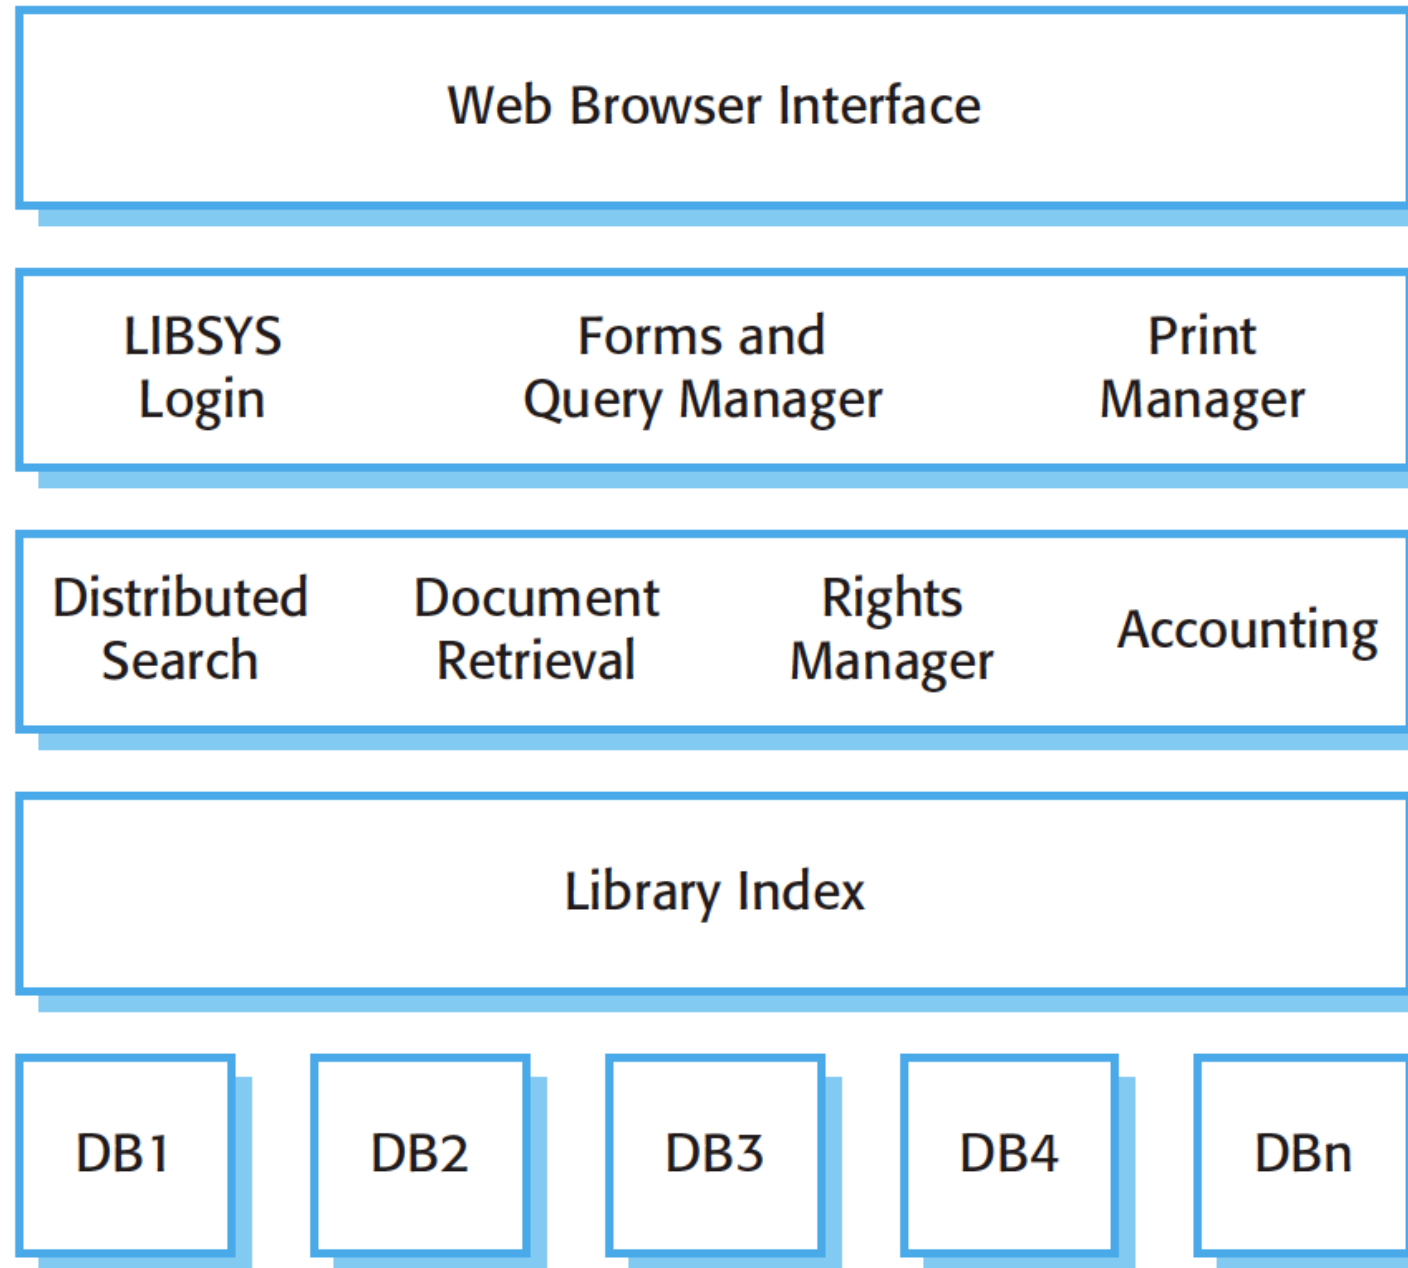 Web Browser Interface
LIBSYS
Login
Forms and
Query Manager
Print
Manager
Distributed
Search
Document
Retrieval
Rights
Manager
Accounting
Library Index
DB1
DB2
DB3
DB4
DBn